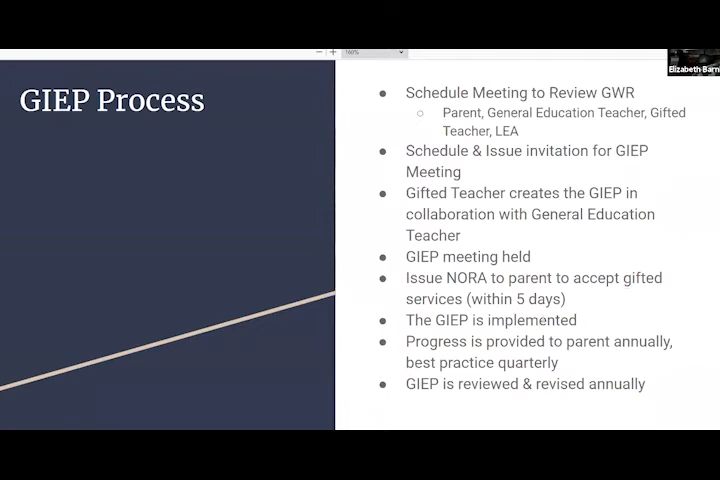 160%
Elizabeth Barn
GIEP Process
● Schedule Meeting to Review GWR
○ Parent, General Education Teacher, Gifted
Teacher, LEA
● Schedule & Issue invitation for GIEP
Meeting
● Gifted Teacher creates the GIEP in
collaboration with General Education
Teacher
● GIEP meeting held
● Issue NORA to parent to accept gifted
services (within 5 days)
● The GIEP is implemented
● Progress is provided to parent annually,
best practice quarterly
● GIEP is reviewed & revised annually